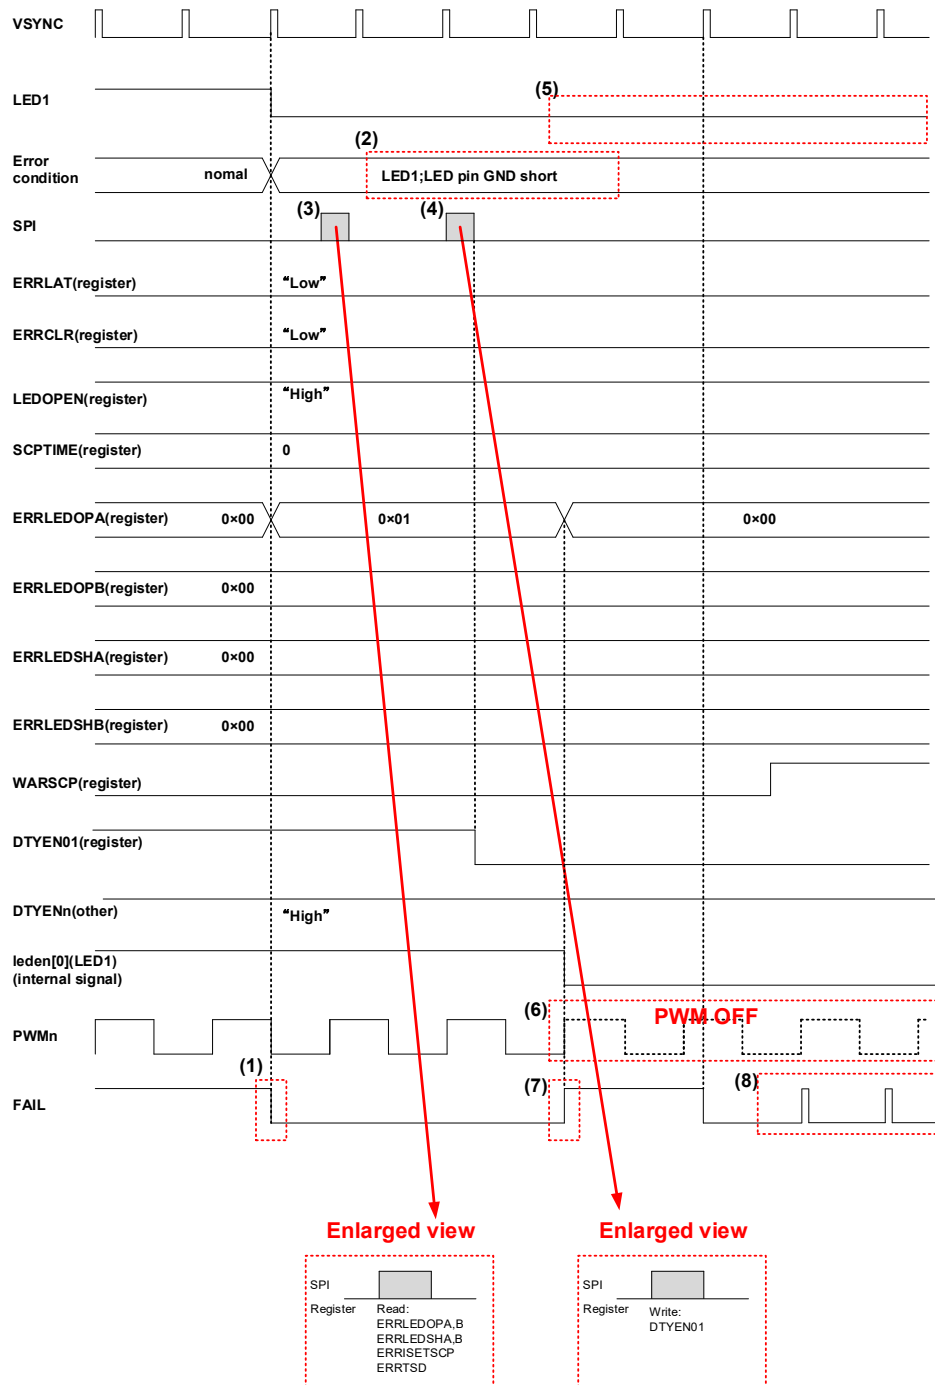 VSYNC
LED1
(5)
Error
condition
nomal
(2)
LED1;LED pin GND short
SPI
(3)
(4)
ERRLAT(register)
“Low”
ERRCLR(register)
“Low”
LEDOPEN(register)
“High”
SCPTIME(register)
0
ERRLEDOPA(register)
0×00
0×01
0×00
ERRLEDOPB(register)
0×00
ERRLEDSHA(register)
0×00
ERRLEDSHB(register)
0×00
WARSCP(register)
DTYEN01(register)
DTYENn(other)
“High”
leden[0](LED1)
(internal signal)
PWMn
(6)
PWM OFF
FAIL
(1)
(7)
(8)
Enlarged view
SPI
Register
Read:
ERRLEDOPA,B
ERRLEDSHA,B
ERRISETSCP
ERRTSD
Enlarged view
SPI
Register
Write:
DTYEN01